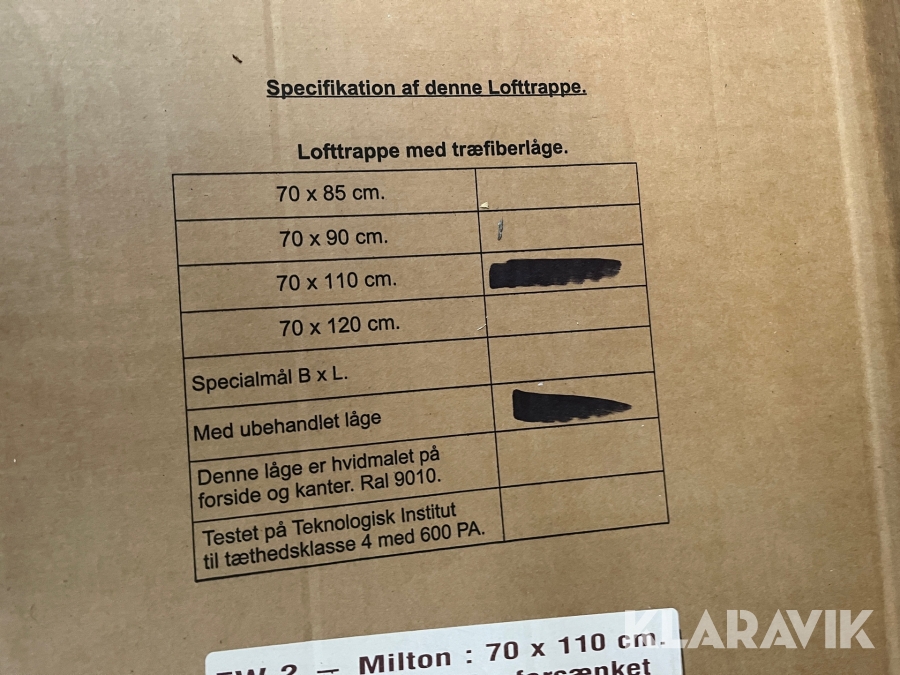 Specifikation af denne Lofttrappe.
Lofttrappe med træfiberlåge.
70 x 85 cm.
70 x 90 cm.
70 x 110 cm.
70 x 120 cm.
Specialmål B x L.
Med ubehandlet låge
Denne låge er hvidmalet på
forside og kanter. Ral 9010.
Testet på Teknologisk Institut
til tæthedsklasse 4 med 600 PA.
KLARAVIK
2 – Milton : 70 x 110 cm.
forsænket